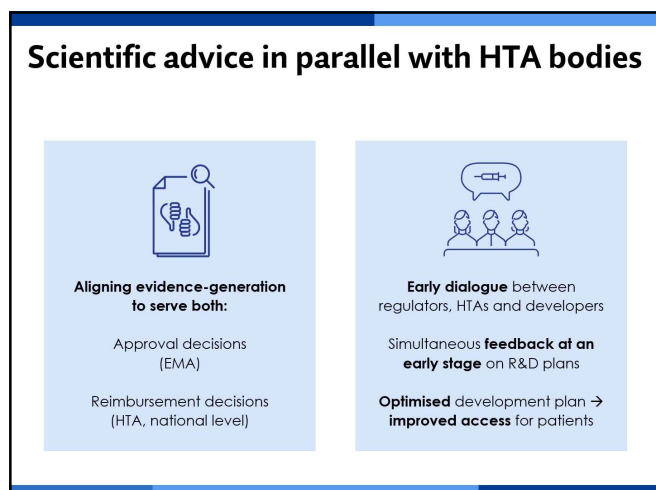 Scientific advice in parallel with HTA bodies
Aligning evidence-generation
to serve both:
Approval decisions
(EMA)
Reimbursement decisions
(HTA, national level)
Early dialogue between
regulators, HTAs and developers
Simultaneous feedback at an
early stage on R&D plans
Optimised development plan →
improved access for patients